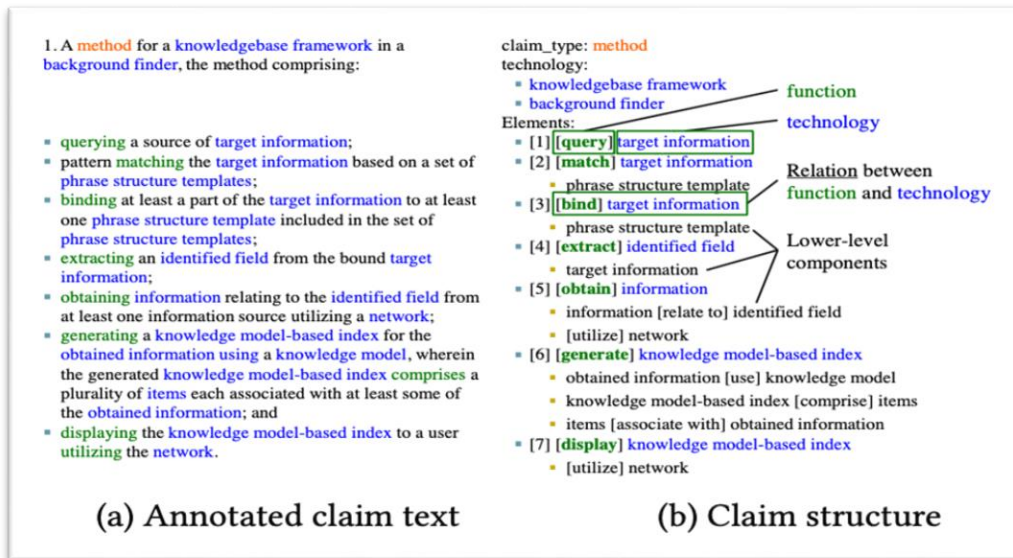 1. A method for a knowledgebase framework in a
background finder, the method comprising:
querying a source of target information;
pattern matching the target information based on a set of
phrase structure templates;
binding at least a part of the target information to at least
one phrase structure template included in the set of
phrase structure templates;
extracting an identified field from the bound target
information;
obtaining information relating to the identified field from
at least one information source utilizing a network;
generating a knowledge model-based index for the
obtained information using a knowledge model, wherein
the generated knowledge model-based index comprises a
plurality of items each associated with at least some of
the obtained information; and
displaying the knowledge model-based index to a user
utilizing the network.
(a) Annotated claim text
claim_type: method
technology:
knowledgebase framework
background finder
Elements:
[1] [query] target information
[2] [match] target information
phrase structure template
[3] [bind] target information
phrase structure template
[4] [extract] identified field
target information
[5] [obtain] information
information [relate to] identified field
[utilize] network
[6] [generate] knowledge model-based index
obtained information [use] knowledge model
knowledge model-based index [comprise] items
items [associate with] obtained information
[7] [display] knowledge model-based index
[utilize] network
function
technology
Relation between
function and technology
Lower-level
components
(b) Claim structure